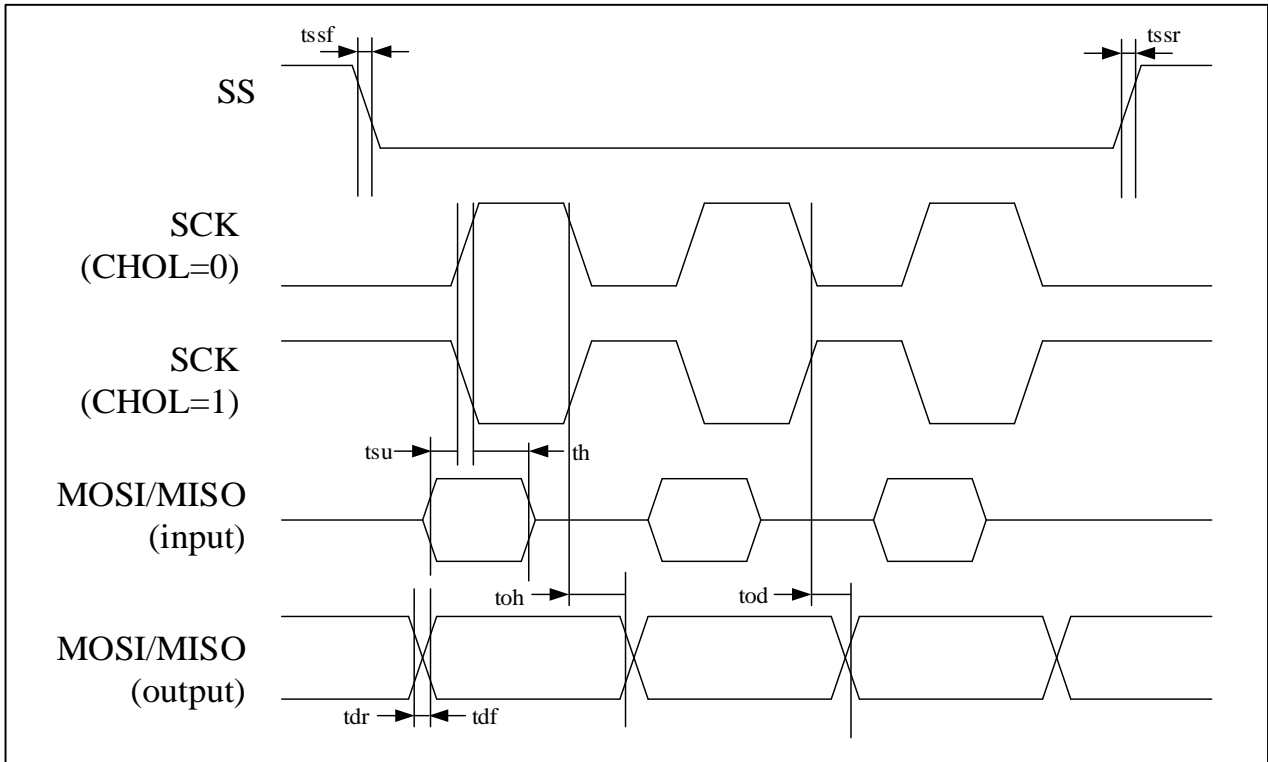 tssf
tssr
SS
SCK
(CHOL=0)
SCK
(CHOL=1)
tsu
th
MOSI/MISO
(input)
toh
tod
MOSI/MISO
(output)
tdr
tdf